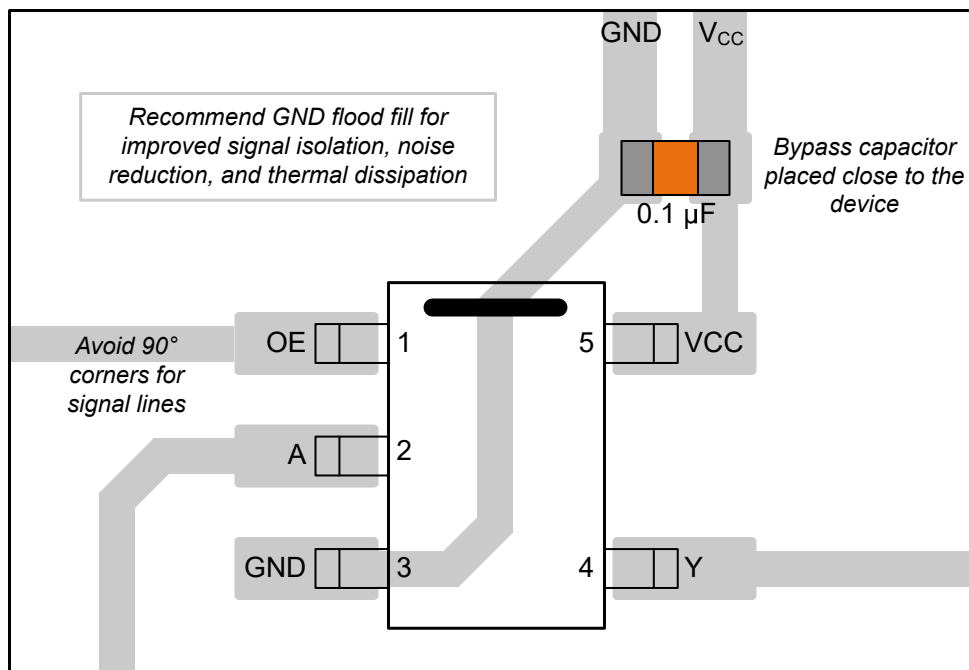 GND
VCC
Recommend GND flood fill for
improved signal isolation, noise
reduction, and thermal dissipation
Bypass capacitor
placed close to the
device
0.1 µF
OE
1
5
VCC
Avoid 90°
corners for
signal lines
A
2
GND
3
4
Y